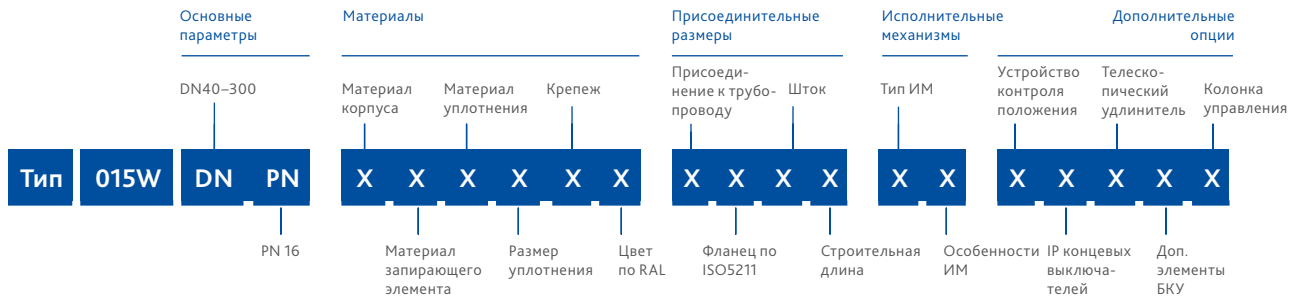 Основные
параметры
Материалы
Присоединительные
размеры
Исполнительные
механизмы
Дополнительные
опции
DN40–300
Материал
корпуса
Материал
уплотнения
Крепеж
Присоеди-
нение к трубо-
проводу
Шток
Тип ИМ
Устройство
контроля
положения
Телеско-
пический
удлинитель
Колонка
управления
Тип 015W DN PN X X X X X X X X X X X X X X X X X
PN 16
Материал
запирающего
элемента
Размер
уплотнения
Цвет
по RAL
Фланец по
ISO5211
Строительная
длина
Особенности
ИМ
IP концевых
выключа-
телей
Доп.
элементы
БКУ